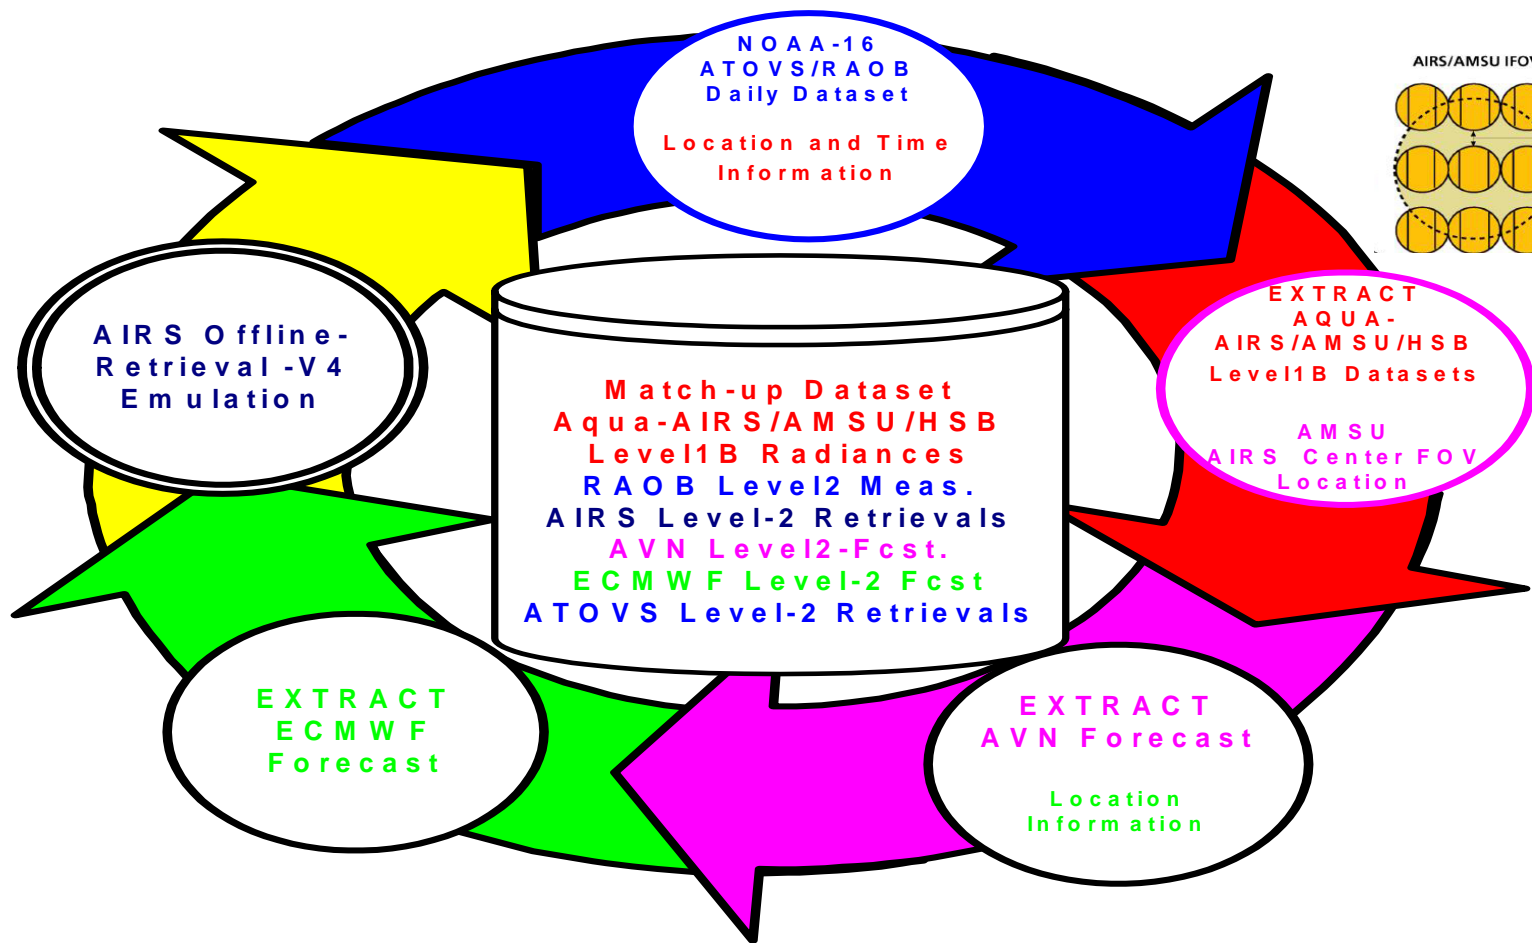 NOAA-16
ATOVS/RAOB
Daily Dataset
Location and Time
Information
AIRS/AMSU IFOV
EXTRACT
AQUA-
AIRS/AMSU/HSB
Level1B Datasets
AMSU
AIRS Center FOV
Location
AIRS Offline-
Retrieval -V4
Emulation
Match-up Dataset
Aqua-AIRS/AMSU/HSB
Level1B Radiances
RAOB Level2 Meas.
AIRS Level-2 Retrievals
AVN Level2-Fcst.
ECMWF Level-2 Fcst
ATOVS Level-2 Retrievals
EXTRACT
AVN Forecast
Location
Information
EXTRACT
ECMWF
Forecast